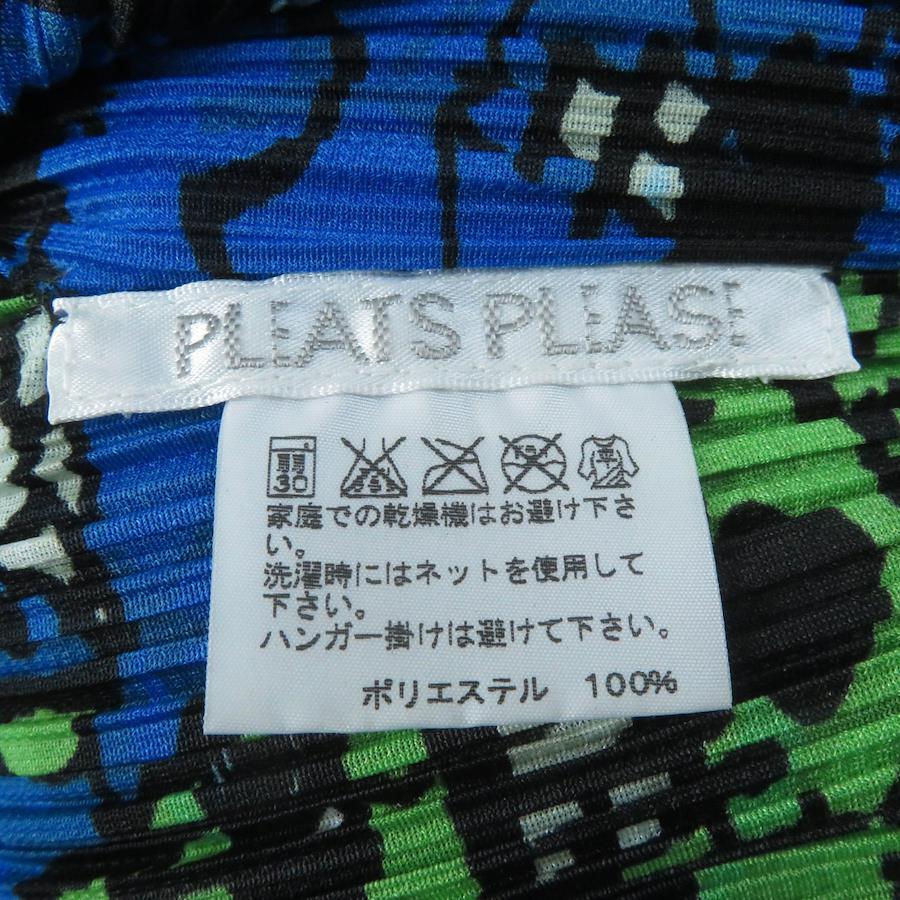 PLEATS PLEASE
弱
30
家庭での乾燥機はお避け下さ
い。
洗濯時にはネットを使用して
下さい。
ハンガー掛けは避けて下さい。
ポリエステル 100%